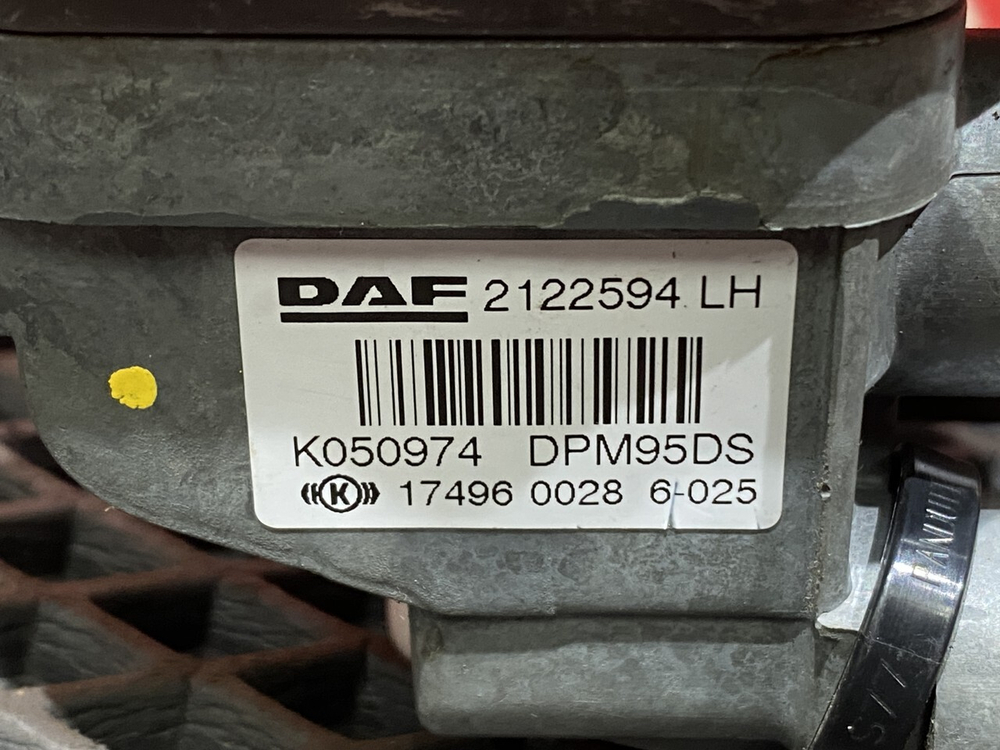 DAF 2122594 LH
K050974 DPM95DS
K 17496 0028 6-025